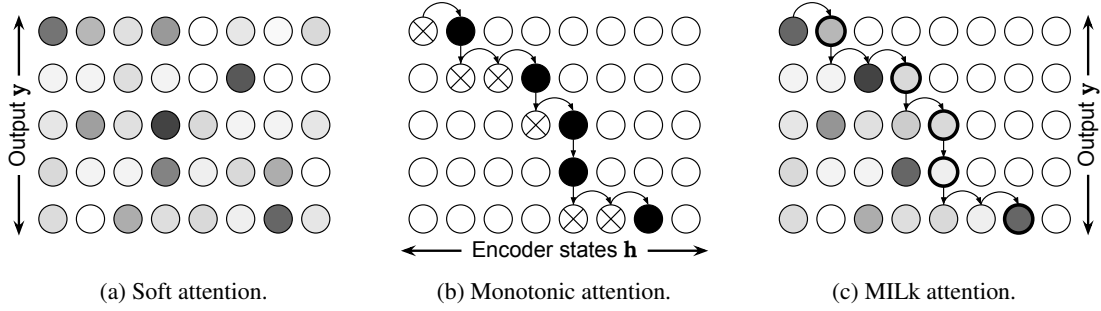 Output y
Output y
Encoder states h
(a) Soft attention.
(b) Monotonic attention.
(c) MILk attention.